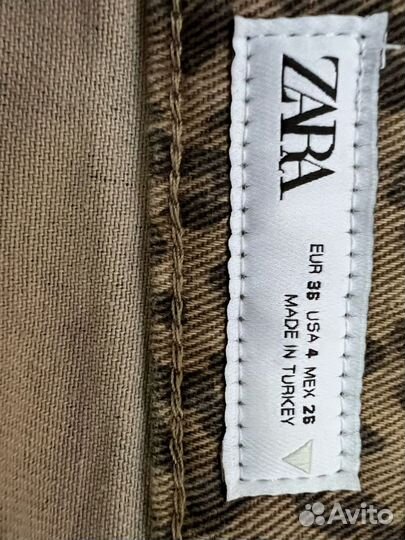 ZARA
EUR 36 USA 4 MEX 26
MADE IN TURKEY
Avito